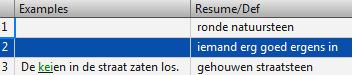 Examples Resume/Def
1 ronde natuursteen
2 iemand erg goed ergens in
3 De keien in de straat zaten los. gehouwen straatsteen